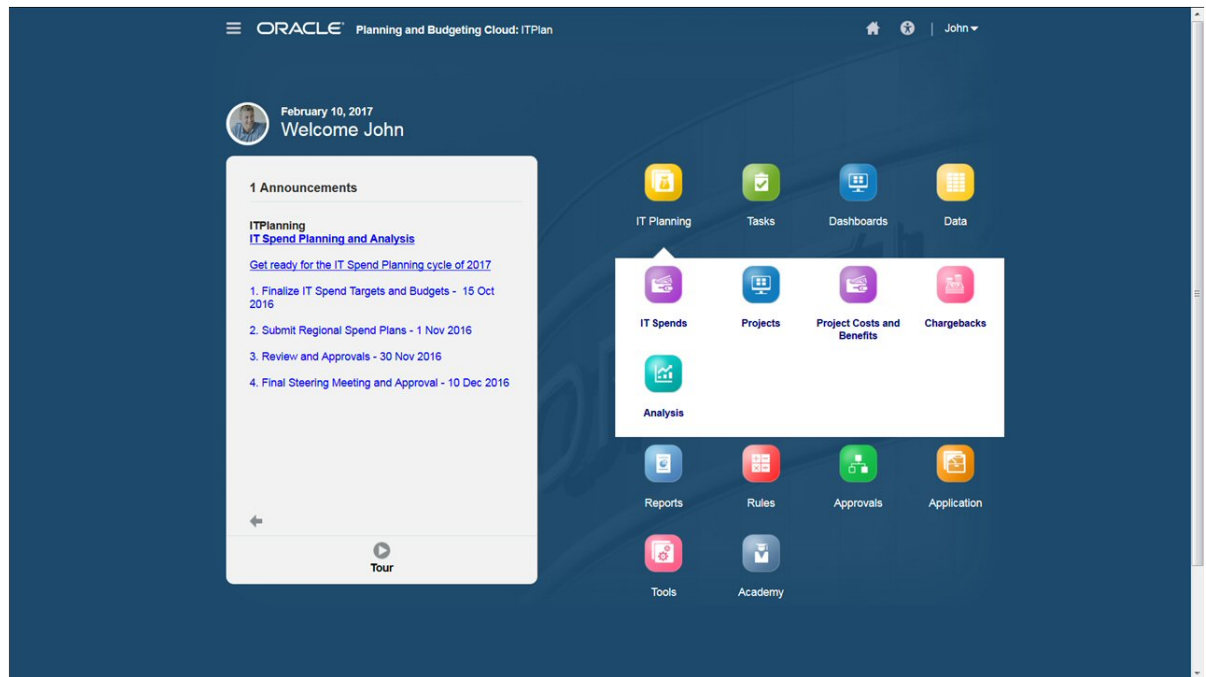 ORACLE® Planning and Budgeting Cloud: ITPlan
John
February 10, 2017
Welcome John
1 Announcements
ITPlanning
IT Spend Planning and Analysis
Get ready for the IT Spend Planning cycle of 2017
1. Finalize IT Spend Targets and Budgets - 15 Oct
2016
2. Submit Regional Spend Plans - 1 Nov 2016
3. Review and Approvals - 30 Nov 2016
4. Final Steering Meeting and Approval - 10 Dec 2016
Tour
IT Planning
Tasks
Dashboards
Data
IT Spends
Projects
Project Costs and
Benefits
Chargebacks
Analysis
Reports
Rules
Approvals
Application
Tools
Academy